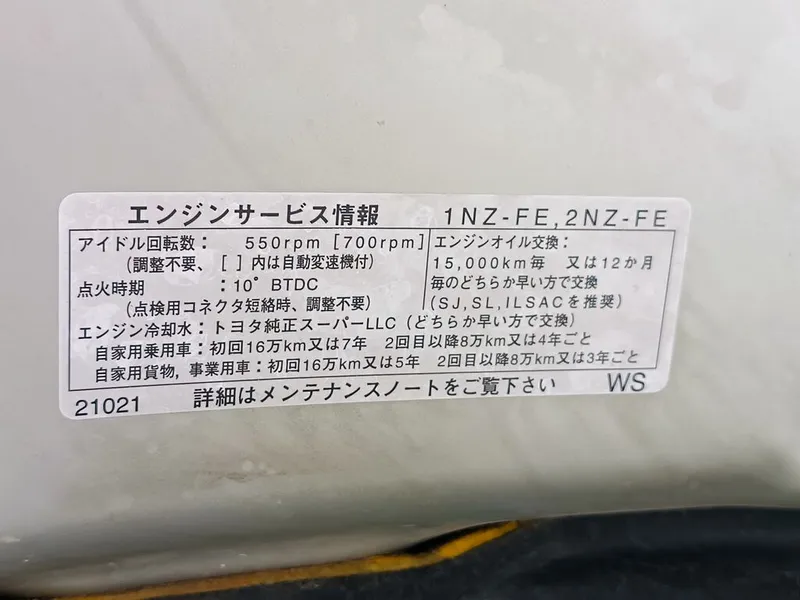 エンジンサービス情報 1NZ-FE,2NZ-FE
アイドル回転数： 550rpm [700rpm]
(調整不要、[ ]内は自動変速機付)
点火時期 ：10° BTDC
(点検用コネクタ短絡時、調整不要)
エンジンオイル交換：
15,000km毎 又は12か月
毎のどちらか早い方で交換
(SJ,SL,ILSACを推奨)
エンジン冷却水：トヨタ純正スーパーLLC（どちらか早い方で交換）
自家用乗用車：初回16万km又は7年 2回目以降8万km又は4年ごと
自家用貨物，事業用車：初回16万km又は5年 2回目以降8万km又は3年ごと
21021 詳細はメンテナンスノートをご覧下さい WS